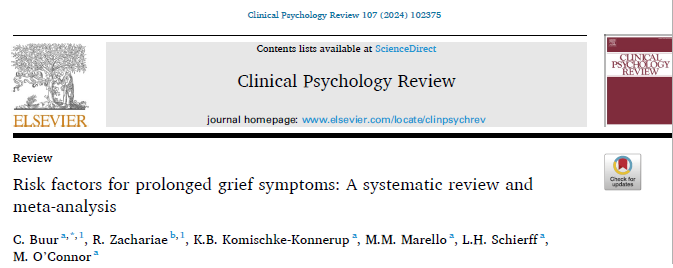 Clinical Psychology Review 107 (2024) 102375
Contents lists available at ScienceDirect
Clinical Psychology Review
journal homepage: www.elsevier.com/locate/clinpsychrev
ELSEVIER
CLINICAL
PSYCHOLOGY
REVIEW
Review
Check for
updates
Risk factors for prolonged grief symptoms: A systematic review and
meta-analysis
C. Buur a,*,1, R. Zachariae b,1, K.B. Komischke-Konnerup a, M.M. Marello a, L.H. Schierff a,
M. O'Connor a